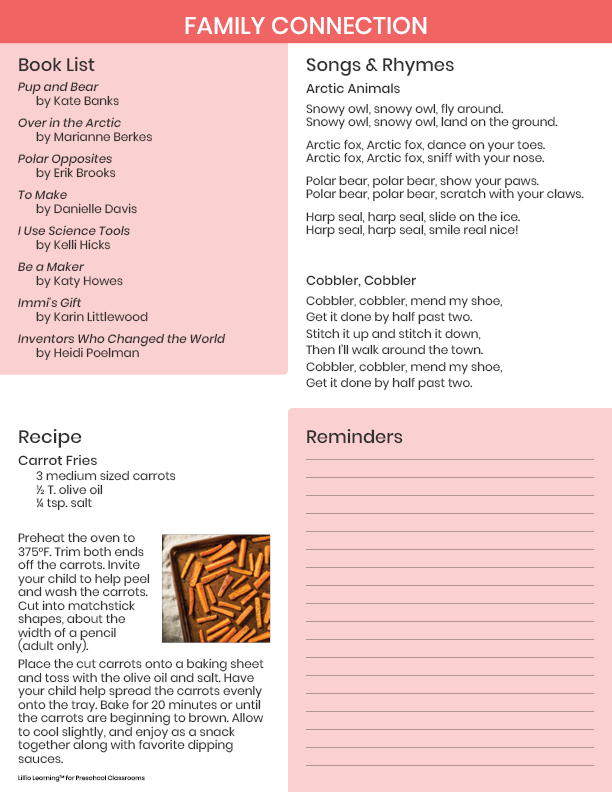 FAMILY CONNECTION
Book List
Pup and Bear
by Kate Banks
Over in the Arctic
by Marianne Berkes
Polar Opposites
by Erik Brooks
To Make
by Danielle Davis
I Use Science Tools
by Kelli Hicks
Be a Maker
by Katy Howes
Immi's Gift
by Karin Littlewood
Inventors Who Changed the World
by Heidi Poelman
Songs & Rhymes
Arctic Animals
Snowy owl, snowy owl, fly around.
Snowy owl, snowy owl, land on the ground.
Arctic fox, Arctic fox, dance on your toes.
Arctic fox, Arctic fox, sniff with your nose.
Polar bear, polar bear, show your paws.
Polar bear, polar bear, scratch with your claws.
Harp seal, harp seal, slide on the ice.
Harp seal, harp seal, smile real nice!
Cobbler, Cobbler
Cobbler, cobbler, mend my shoe,
Get it done by half past two.
Stitch it up and stitch it down,
Then I'll walk around the town.
Cobbler, cobbler, mend my shoe,
Get it done by half past two.
Recipe
Carrot Fries
3 medium sized carrots
½ T. olive oil
¼ tsp. salt
Preheat the oven to
375°F. Trim both ends
off the carrots. Invite
your child to help peel
and wash the carrots.
Cut into matchstick
shapes, about the
width of a pencil
(adult only).
Place the cut carrots onto a baking sheet
and toss with the olive oil and salt. Have
your child help spread the carrots evenly
onto the tray. Bake for 20 minutes or until
the carrots are beginning to brown. Allow
to cool slightly, and enjoy as a snack
together along with favorite dipping
sauces.
Lillio Learning™ for Preschool Classrooms
Reminders